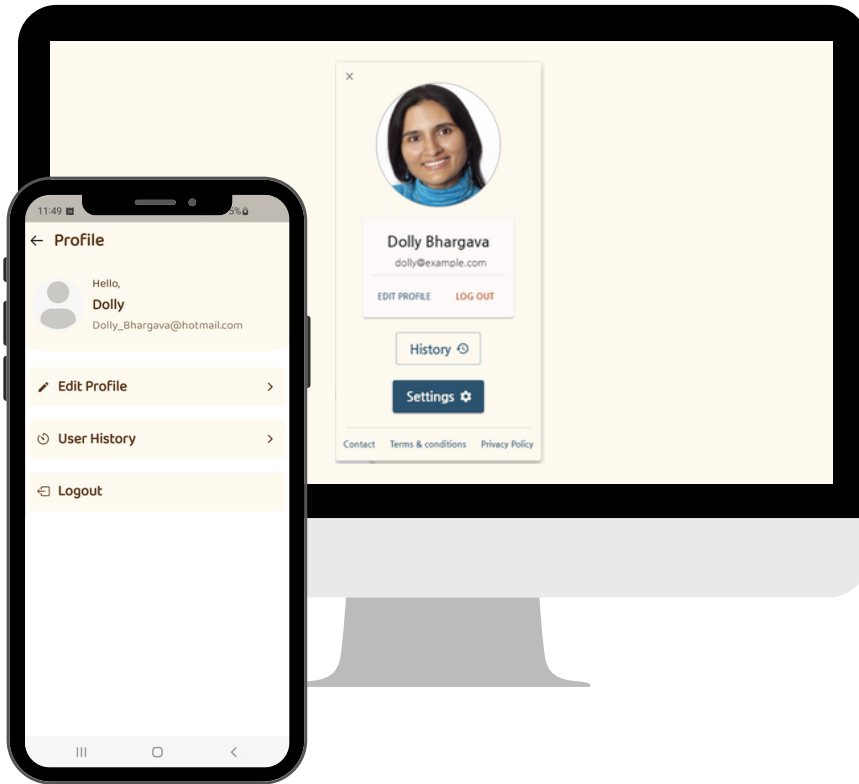 X
Dolly Bhargava
dolly@example.com
EDIT PROFILE LOG OUT
History
Settings
Contact Terms & conditions Privacy Policy
11:49 5%
Profile
Hello,
Dolly
Dolly_Bhargava@hotmail.com
Edit Profile
User History
Logout